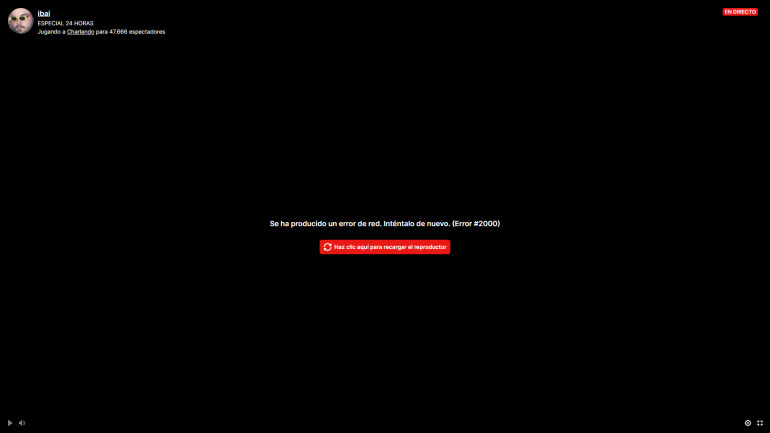 ibai
EN DIRECTO
ESPECIAL 24 HORAS
Jugando a Charlando para 47.666 espectadores
Se ha producido un error de red. Inténtalo de nuevo. (Error #2000)
Haz clic aquí para recargar el reproductor